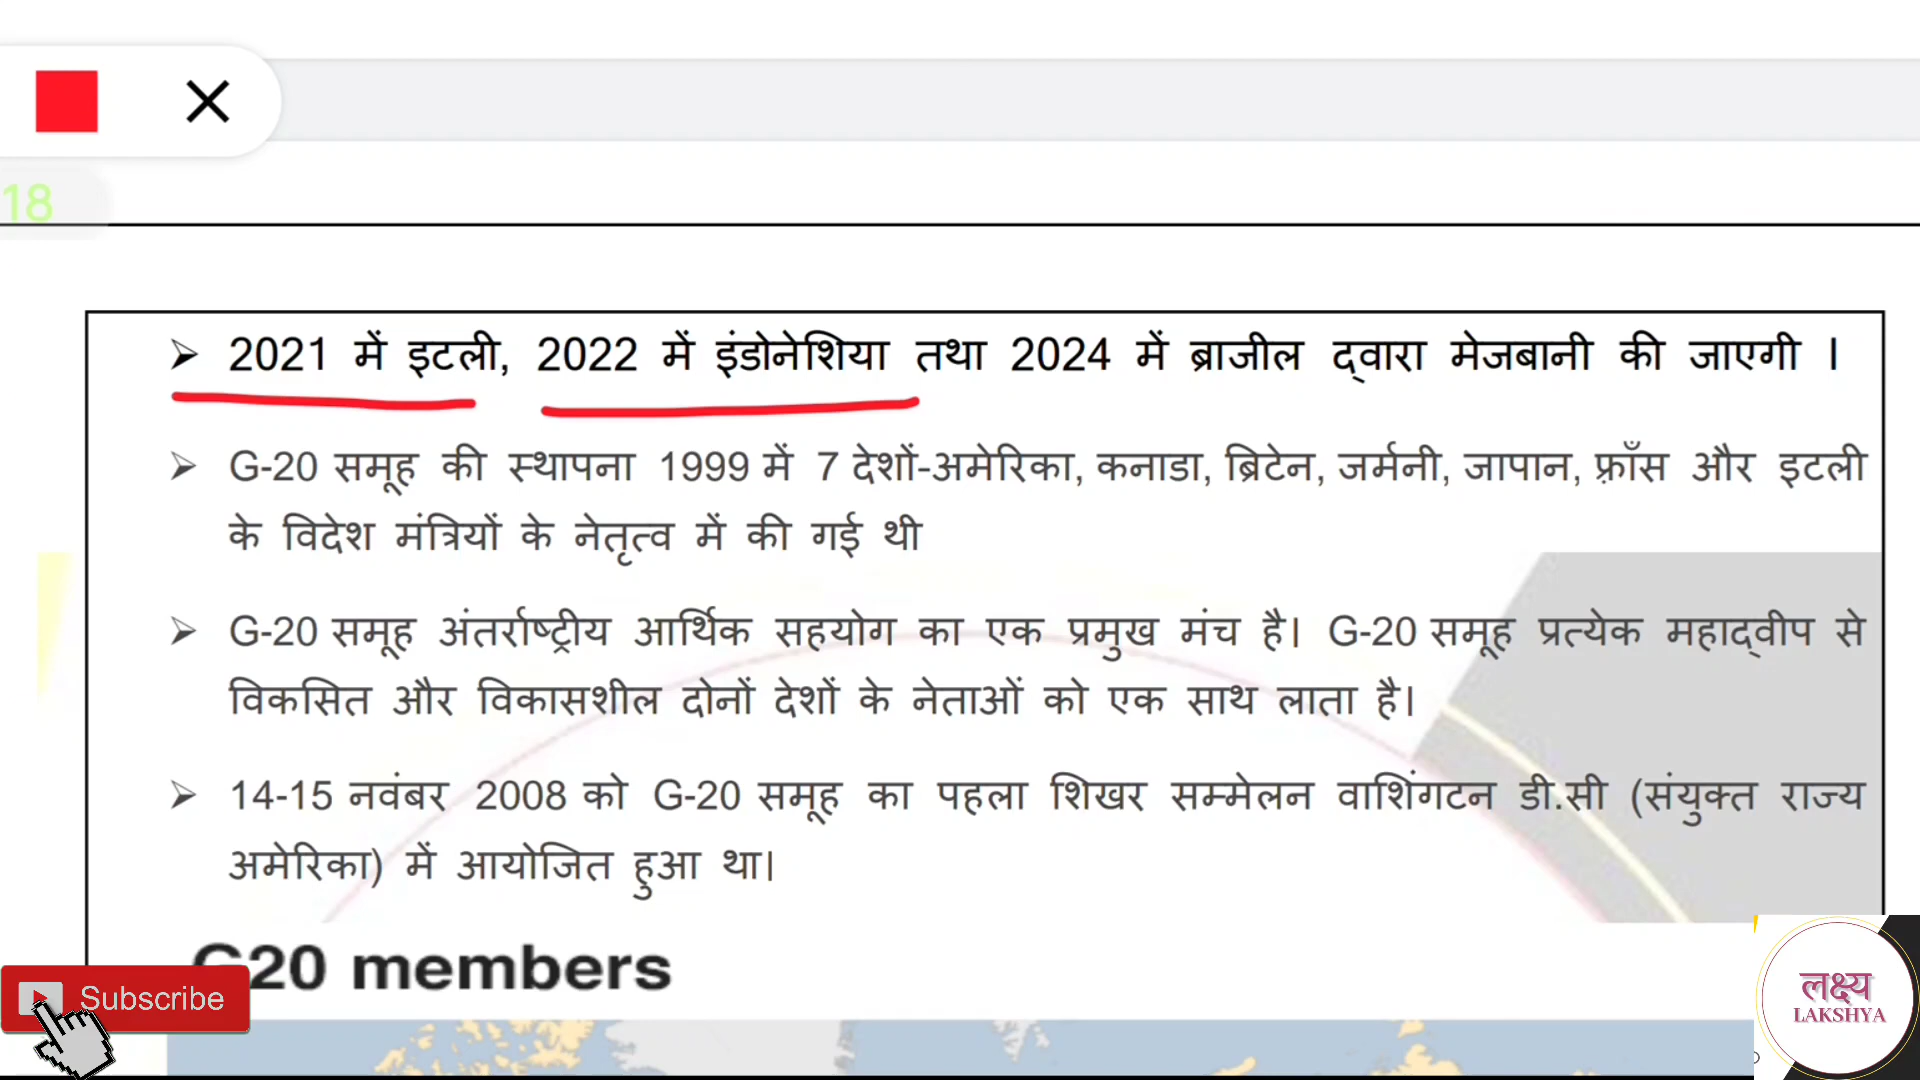 18
➢ 2021 में इटली, 2022 में इंडोनेशिया तथा 2024 में ब्राजील द्वारा मेजबानी की जाएगी ।
➢ G-20 समूह की स्थापना 1999 में 7 देशों-अमेरिका, कनाडा, ब्रिटेन, जर्मनी, जापान, फ़्राँस और इटली
के विदेश मंत्रियों के नेतृत्व में की गई थी
➢ G-20 समूह अंतर्राष्ट्रीय आर्थिक सहयोग का एक प्रमुख मंच है। G-20 समूह प्रत्येक महाद्वीप से
विकसित और विकासशील दोनों देशों के नेताओं को एक साथ लाता है।
➢ 14-15 नवंबर 2008 को G-20 समूह का पहला शिखर सम्मेलन वाशिंगटन डी.सी (संयुक्त राज्य
अमेरिका) में आयोजित हुआ था।
G20 members
Subscribe
लक्ष्य
LAKSHYA